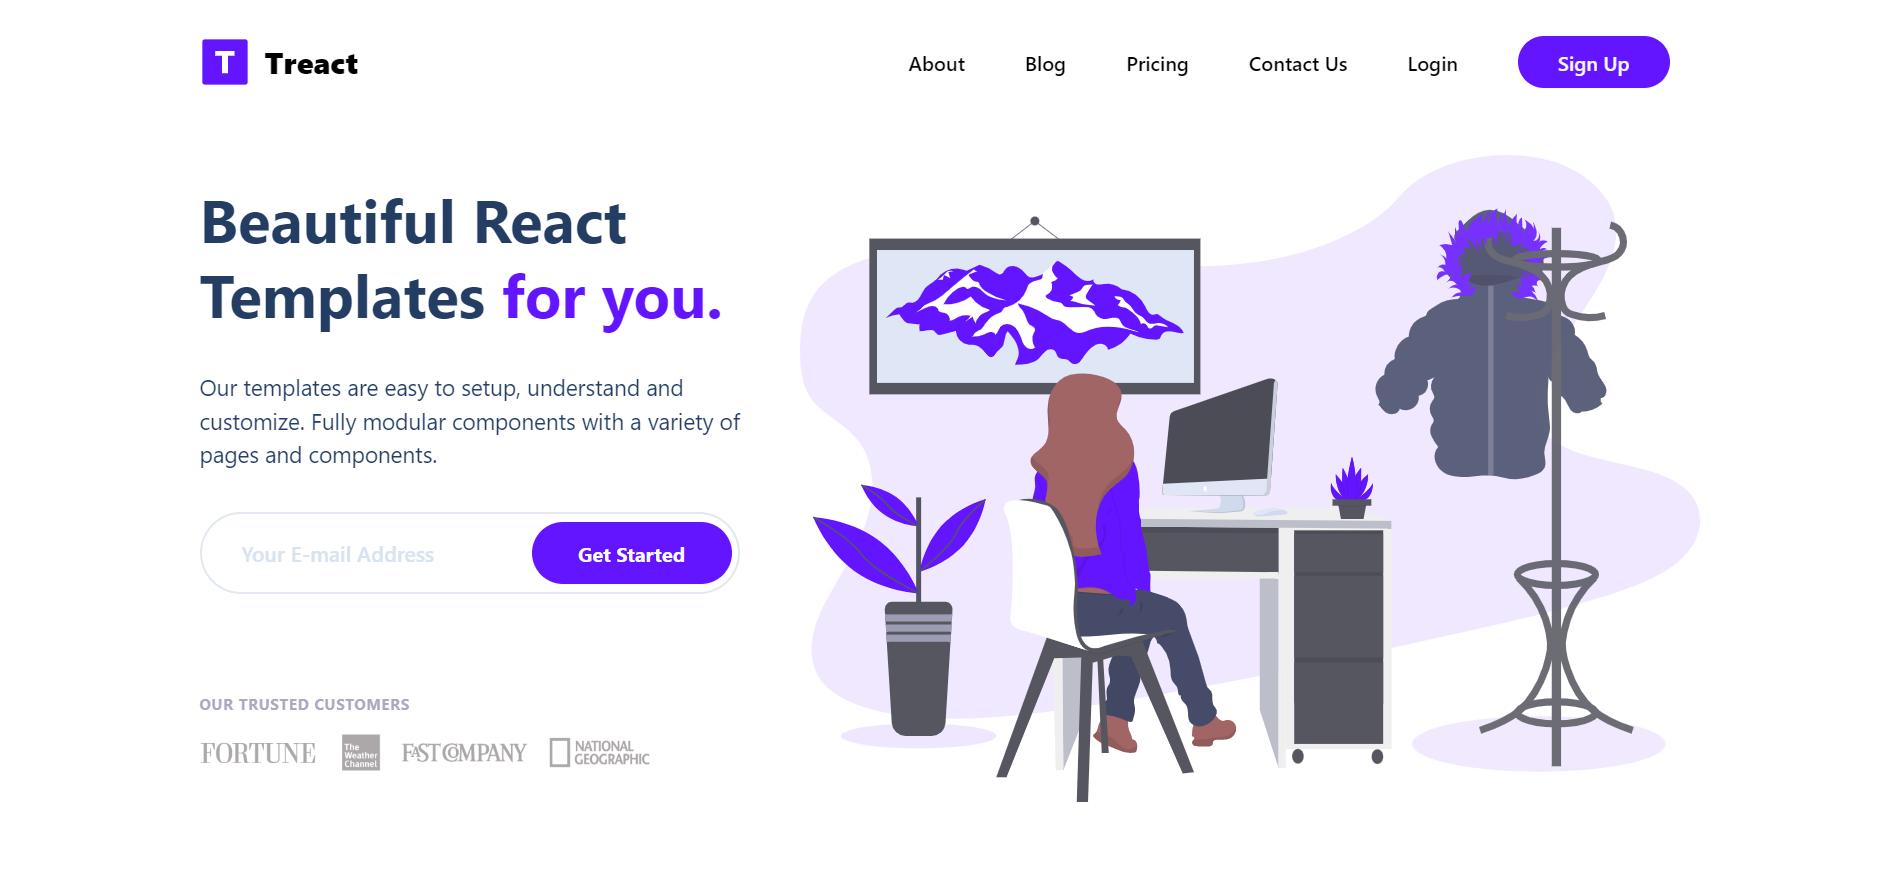 T Treact
About Blog Pricing Contact Us Login Sign Up
Beautiful React
Templates for you.
Our templates are easy to setup, understand and
customize. Fully modular components with a variety of
pages and components.
Your E-mail Address Get Started
OUR TRUSTED CUSTOMERS
FORTUNE
The
Weather
Channel
FAST COMPANY
NATIONAL
GEOGRAPHIC